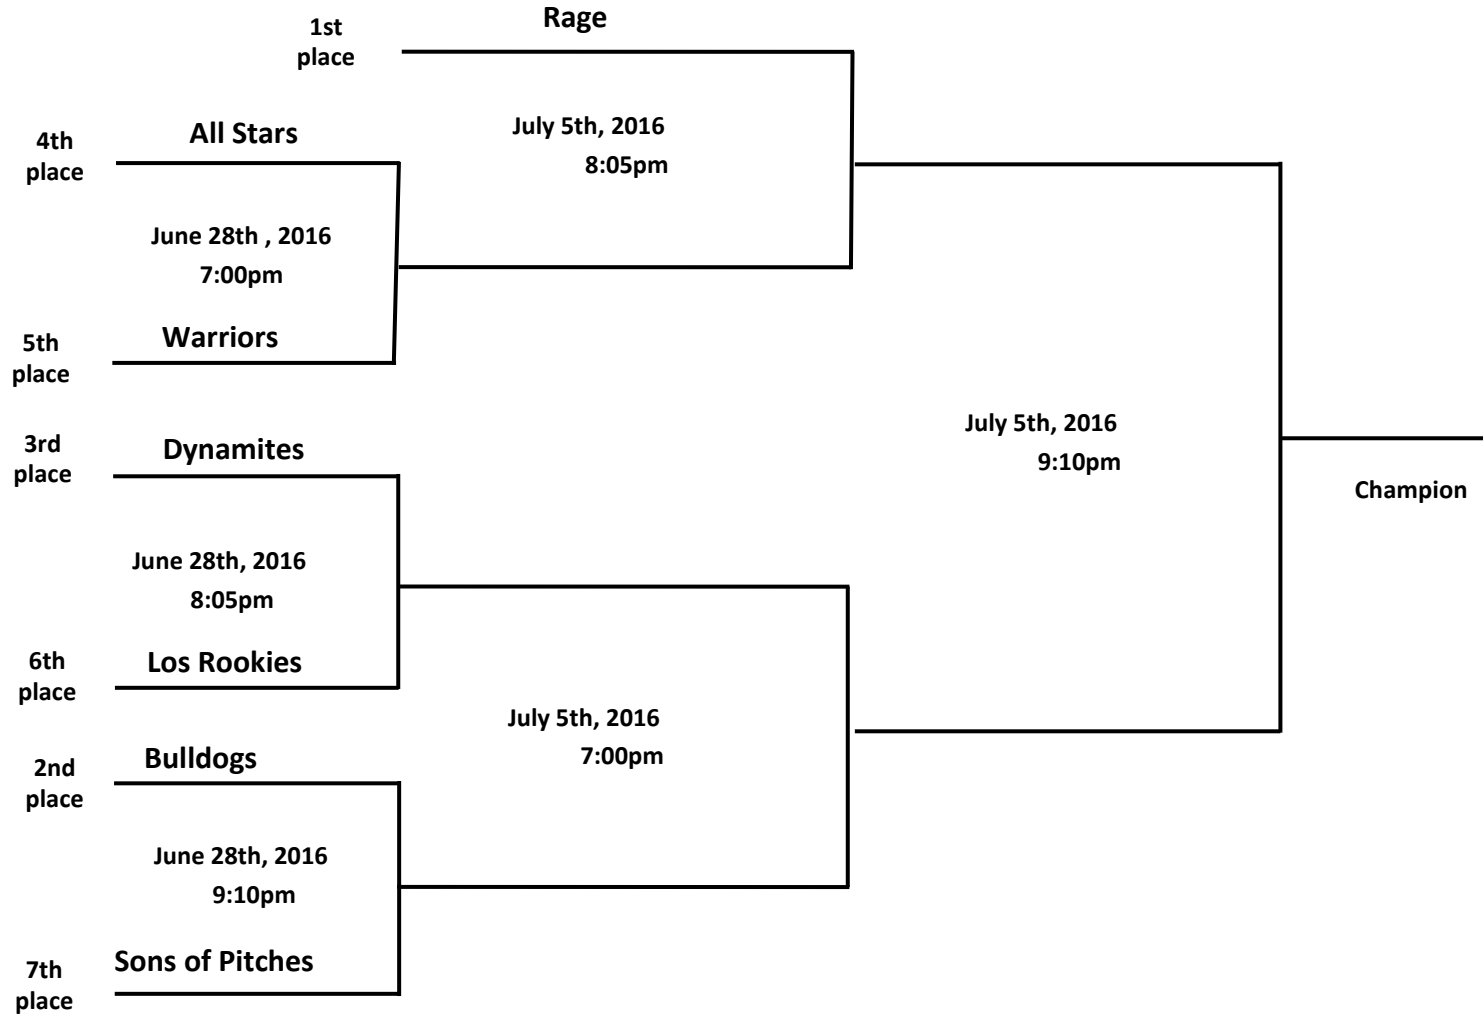 Rage
1st
place
July 5th, 2016
8:05pm
4th
place
All Stars
June 28th , 2016
7:00pm
5th
place
Warriors
3rd
place
Dynamites
June 28th, 2016
8:05pm
6th
place
Los Rookies
July 5th, 2016
7:00pm
2nd
place
Bulldogs
June 28th, 2016
9:10pm
7th
place
Sons of Pitches
July 5th, 2016
9:10pm
Champion